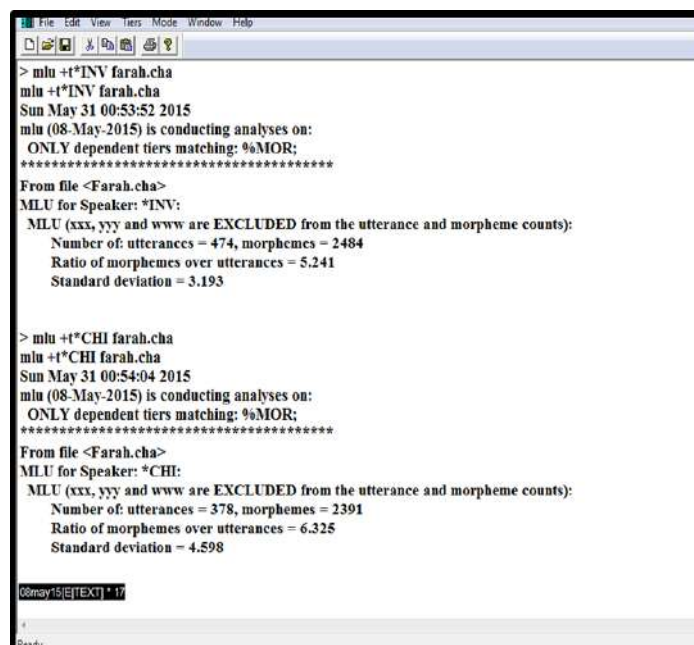 File Edit View Tiers Mode Window Help
> mlu +t*INV farah.cha
mlu +t*INV farah.cha
Sun May 31 00:53:52 2015
mlu (08-May-2015) is conducting analyses on:
ONLY dependent tiers matching: %MOR;
****************************************
From file <Farah.cha>
MLU for Speaker: *INV:
MLU (xxx, yyy and www are EXCLUDED from the utterance and morpheme counts):
Number of: utterances = 474, morphemes = 2484
Ratio of morphemes over utterances = 5.241
Standard deviation = 3.193
> mlu +t*CHI farah.cha
mlu +t*CHI farah.cha
Sun May 31 00:54:04 2015
mlu (08-May-2015) is conducting analyses on:
ONLY dependent tiers matching: %MOR;
****************************************
From file <Farah.cha>
MLU for Speaker: *CHI:
MLU (xxx, yyy and www are EXCLUDED from the utterance and morpheme counts):
Number of: utterances = 378, morphemes = 2391
Ratio of morphemes over utterances = 6.325
Standard deviation = 4.598
08may15[E|TEXT] * 17
Ready